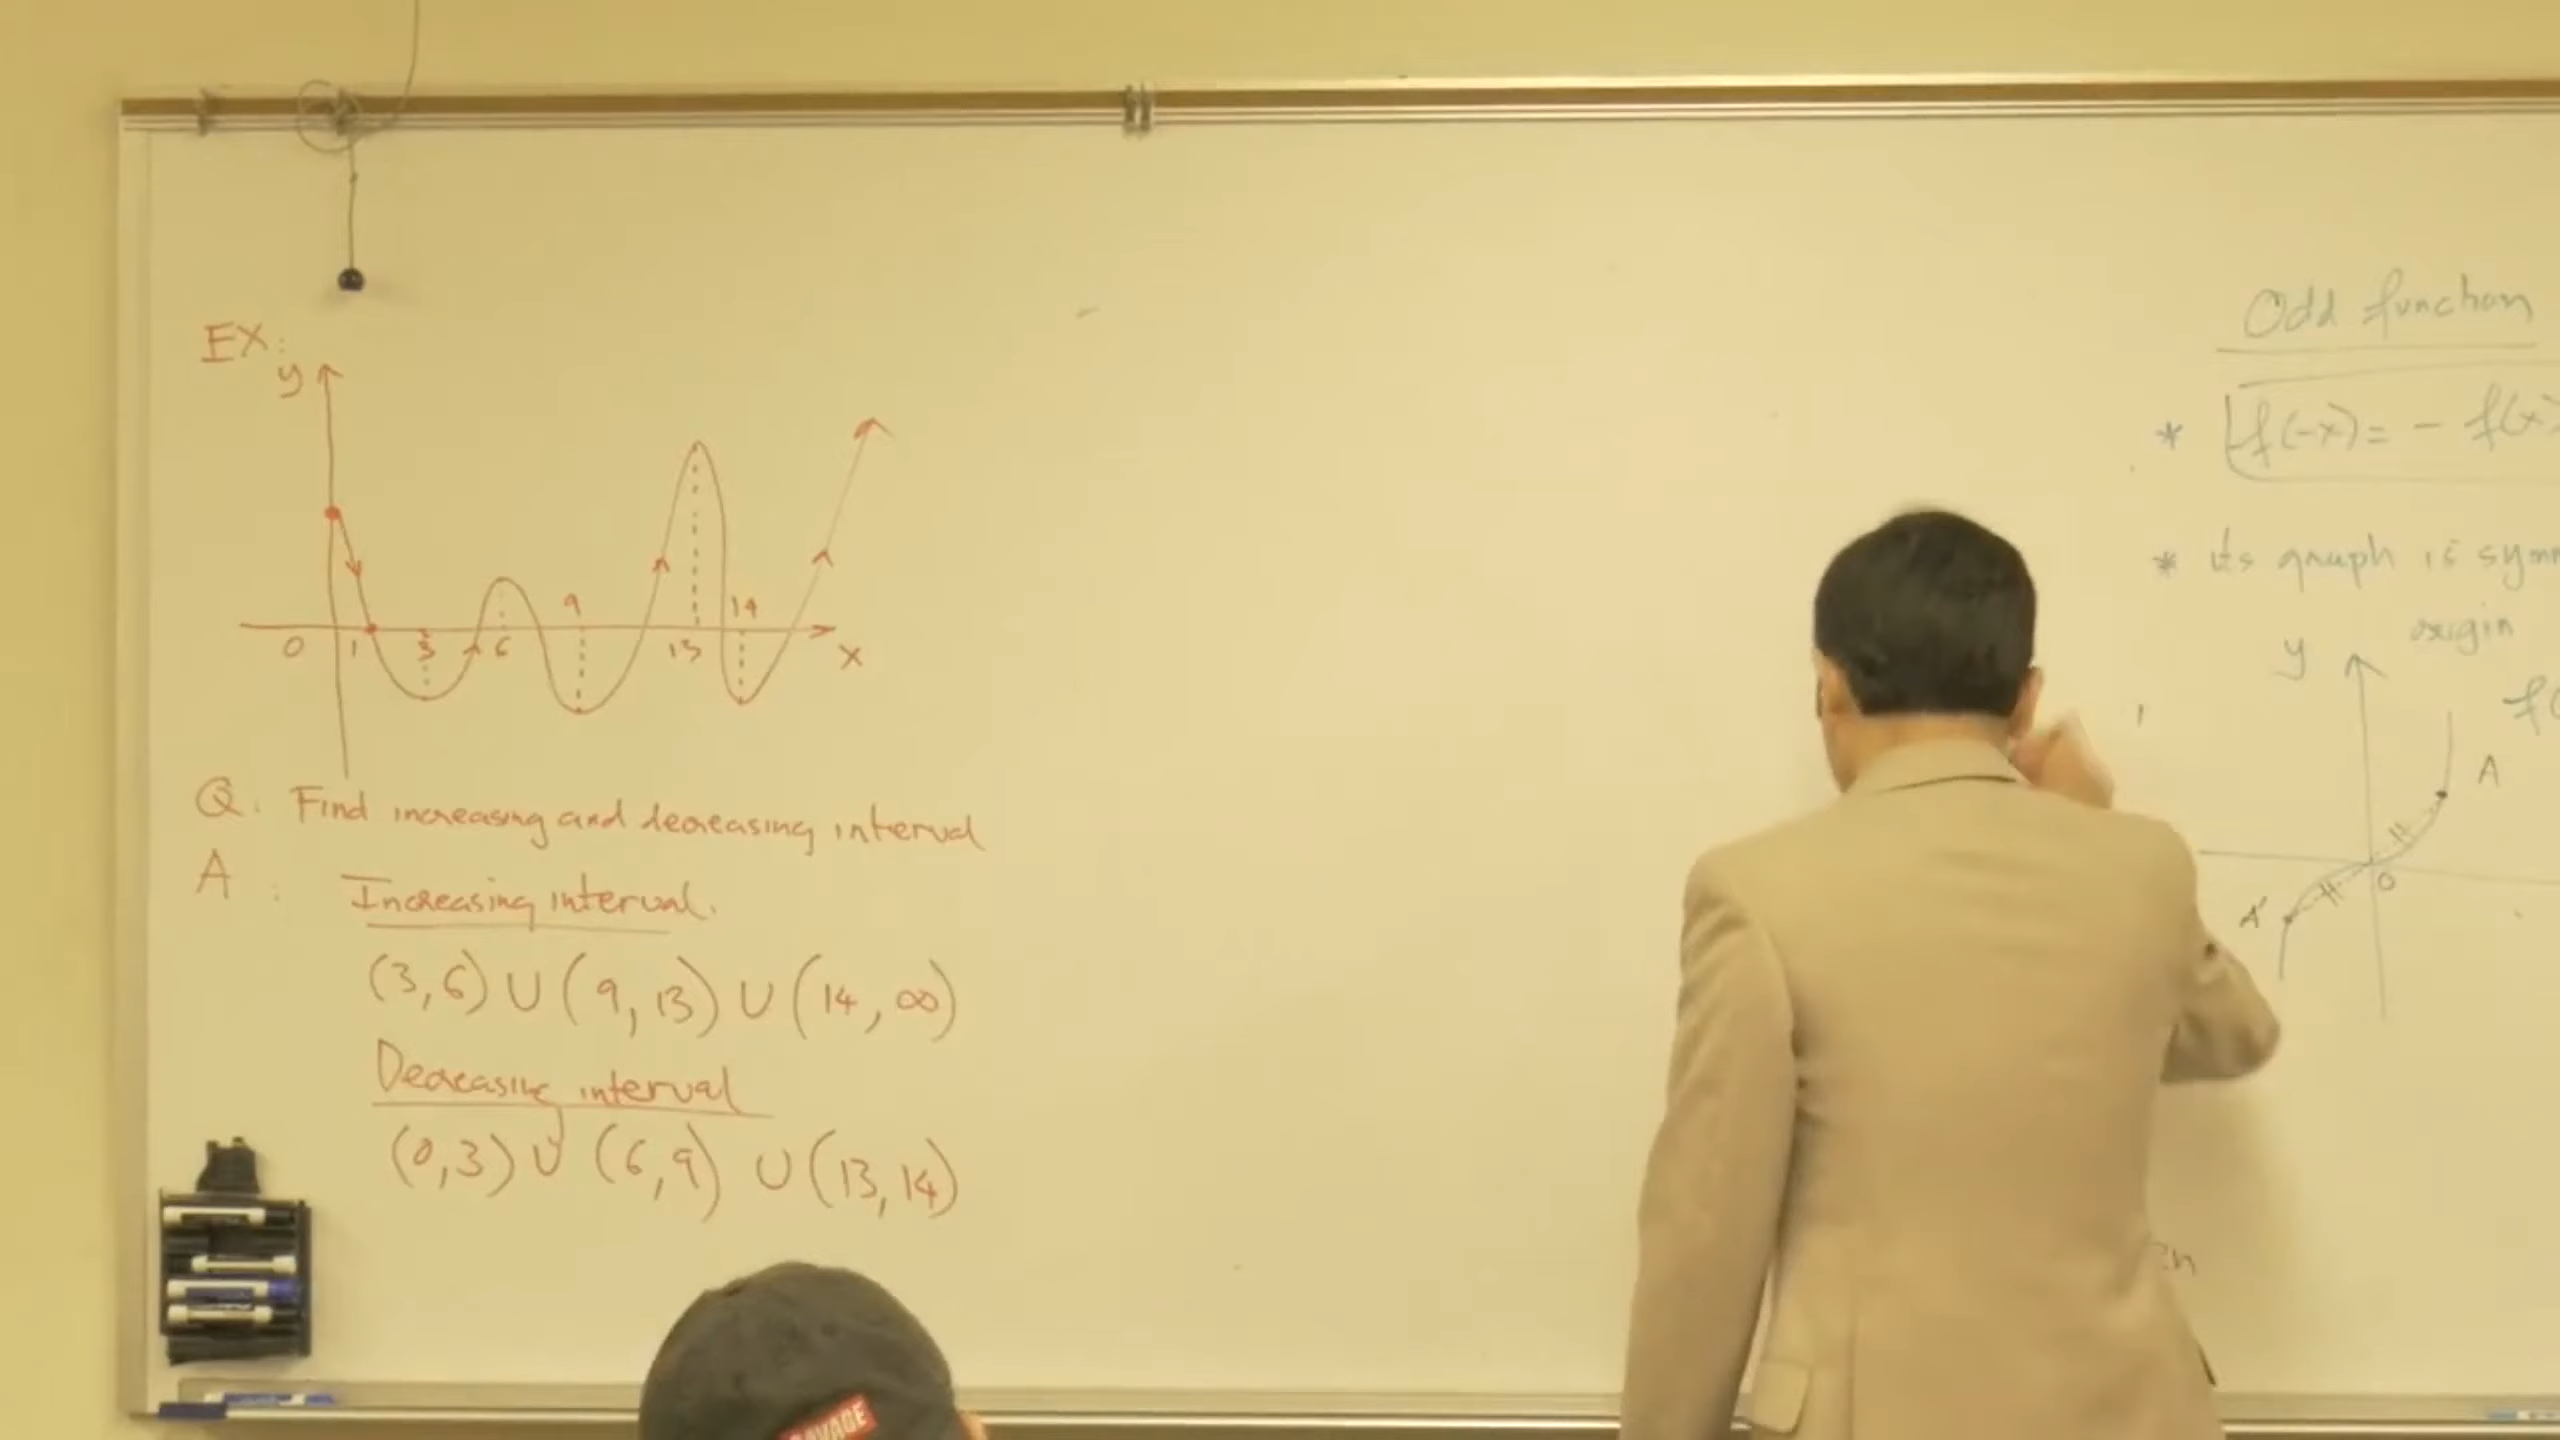 EX:
y
9
14
0 1 3 6 13 x
Q: Find increasing and decreasing interval
A:
Increasing interval.
(3,6) ∪ (9,13) ∪ (14,∞)
Decreasing interval
(0,3) ∪ (6,9) ∪ (13,14)
SAVAGE
Odd function
* f(-x) = - f(x)
* its graph is
origin
y
A
0
A'